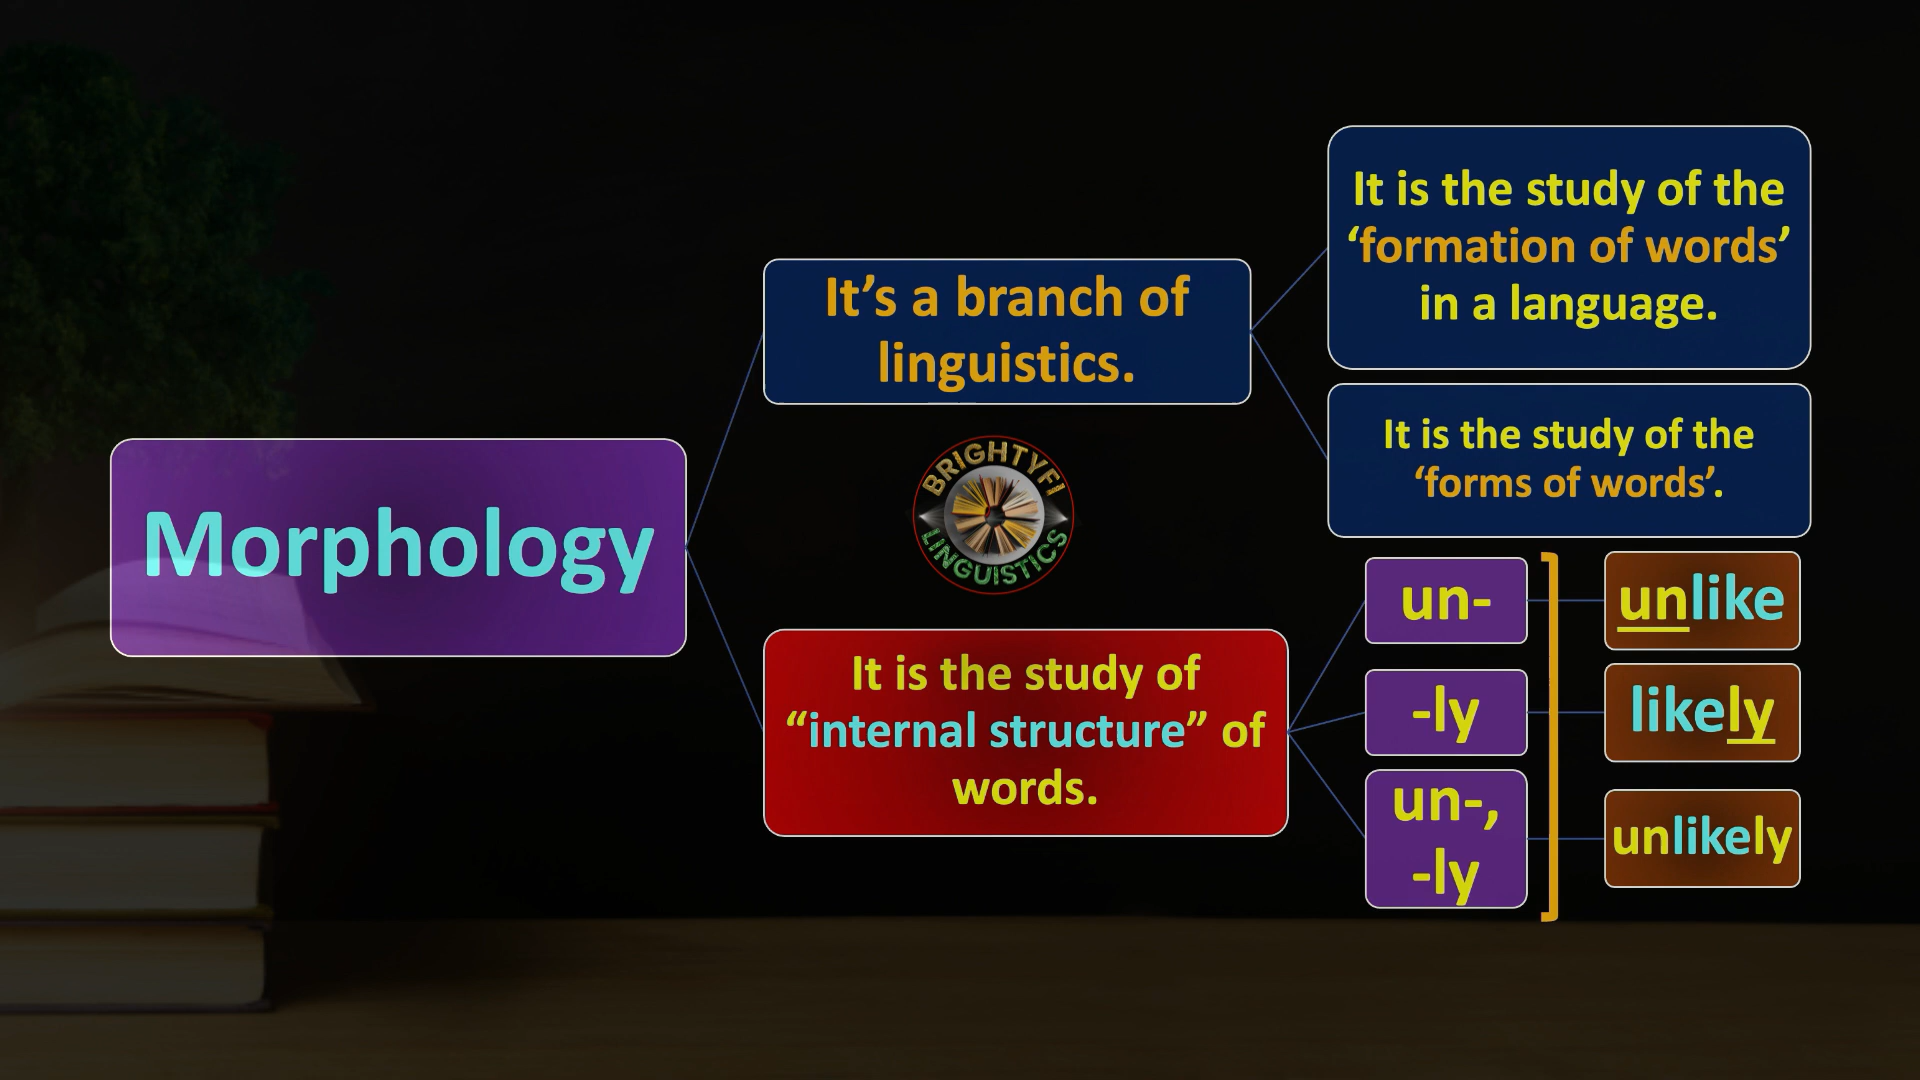 Morphology
It’s a branch of
linguistics.
It is the study of the
‘formation of words’
in a language.
It is the study of the
‘forms of words’.
BRIGHTYFI
LINGUISTICS
It is the study of
“internal structure” of
words.
un-
unlike
-ly
likely
un-,
-ly
unlikely